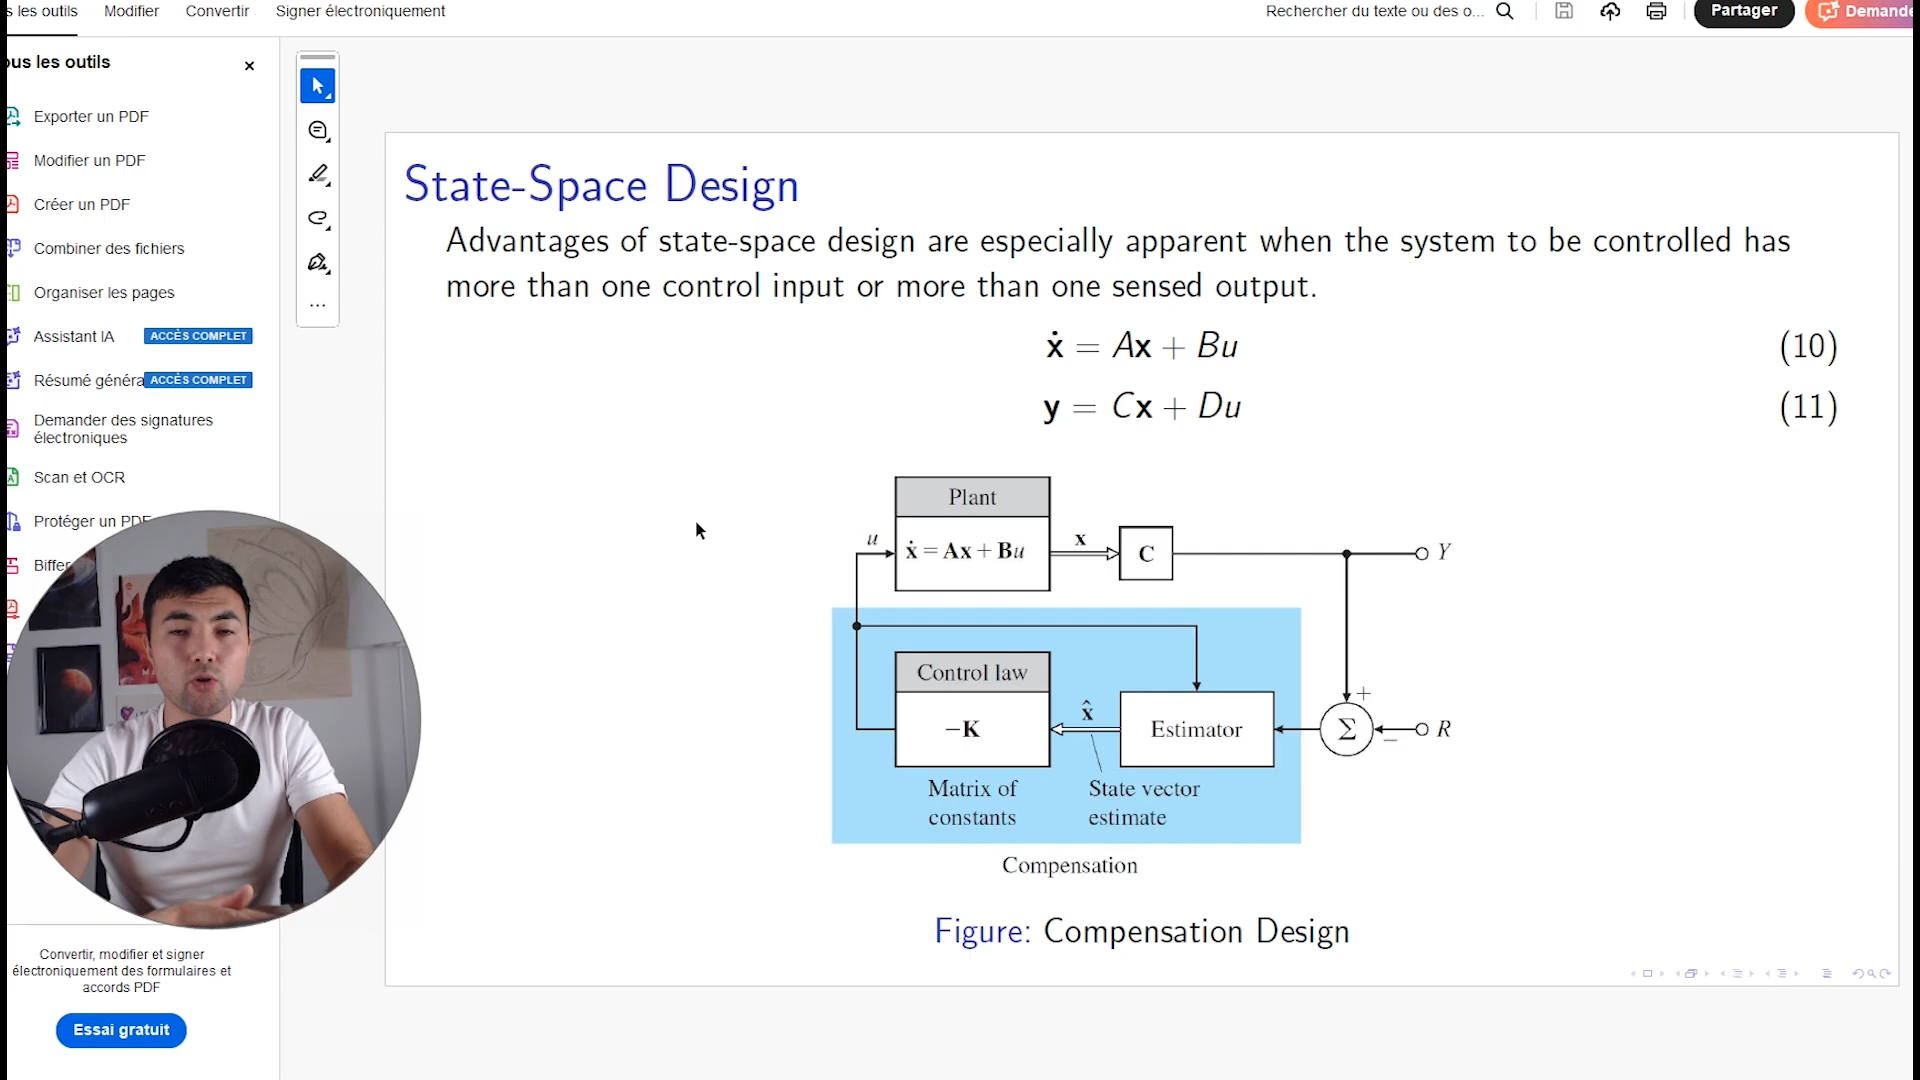 s les outils
Modifier
Convertir
Signer électroniquement
Rechercher du texte ou des o...
Partager
Demande
ous les outils
Exporter un PDF
Modifier un PDF
Créer un PDF
Combiner des fichiers
Organiser les pages
Assistant IA
ACCÈS COMPLET
Résumé généra
ACCÈS COMPLET
Demander des signatures
électroniques
Scan et OCR
Protéger un PDF
Biffer
Convertir, modifier et signer
électroniquement des formulaires et
accords PDF
Essai gratuit
State-Space Design
Advantages of state-space design are especially apparent when the system to be controlled has
more than one control input or more than one sensed output.
ẋ = Ax + Bu (10)
y = Cx + Du (11)
Plant
u
ẋ = Ax + Bu
x
C
Y
Control law
−K
x̂
Estimator
+
Σ
−
R
Matrix of
constants
State vector
estimate
Compensation
Figure: Compensation Design